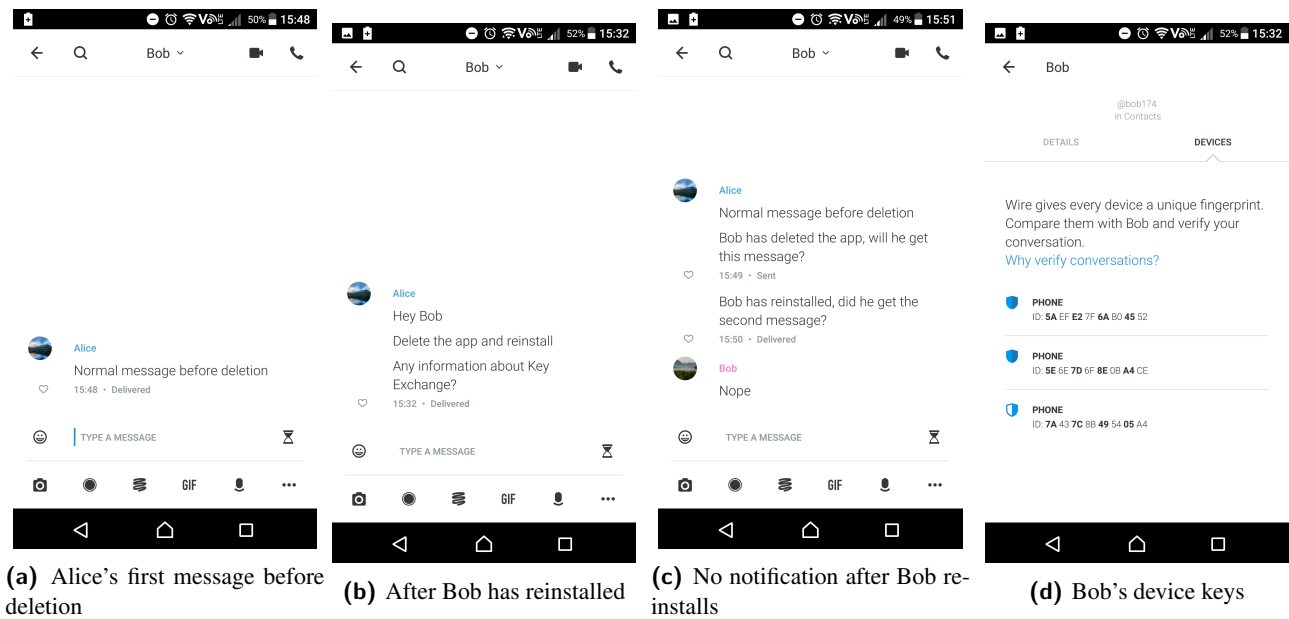 50% 15:48
Bob
Alice
Normal message before deletion
15:48 • Delivered
TYPE A MESSAGE
GIF
(a) Alice's first message before
deletion
52% 15:32
Bob
Alice
Hey Bob
Delete the app and reinstall
Any information about Key
Exchange?
15:32 • Delivered
TYPE A MESSAGE
GIF
(b) After Bob has reinstalled
49% 15:51
Bob
Alice
Normal message before deletion
Bob has deleted the app, will he get
this message?
15:49 • Sent
Bob has reinstalled, did he get the
second message?
15:50 • Delivered
Bob
Nope
TYPE A MESSAGE
GIF
(c) No notification after Bob re-
installs
52% 15:32
Bob
@bob174
in Contacts
DETAILS DEVICES
Wire gives every device a unique fingerprint.
Compare them with Bob and verify your
conversation.
Why verify conversations?
PHONE
ID: 5A EF E2 7F 6A B0 45 52
PHONE
ID: 5E 6E 7D 6F 8E 0B A4 CE
PHONE
ID: 7A 43 7C 8B 49 54 05 A4
(d) Bob's device keys